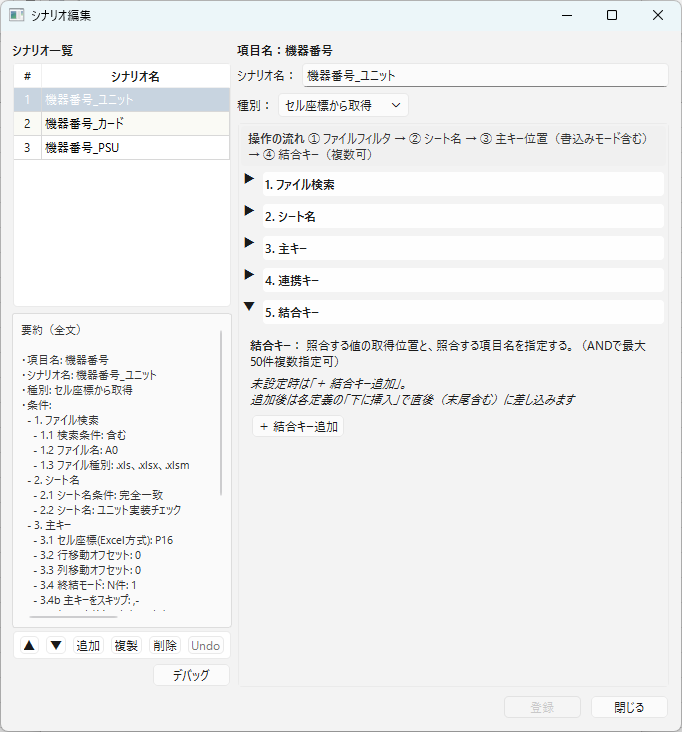 シナリオ編集
シナリオ一覧
# シナリオ名
1 機器番号_ユニット
2 機器番号_カード
3 機器番号_PSU
要約（全文）
・項目名: 機器番号
・シナリオ名: 機器番号_ユニット
・種別: セル座標から取得
・条件:
- 1. ファイル検索
- 1.1 検索条件: 含む
- 1.2 ファイル名: A0
- 1.3 ファイル種別: .xls、.xlsx、.xlsm
- 2. シート名
- 2.1 シート名条件: 完全一致
- 2.2 シート名: ユニット実装チェック
- 3. 主キー
- 3.1 セル座標(Excel方式): P16
- 3.2 行移動オフセット: 0
- 3.3 列移動オフセット: 0
- 3.4 終結モード: N件: 1
- 3.4b 主キーをスキップ: ,-
▲ ▼ 追加 複製 削除 Undo
デバッグ
項目名：機器番号
シナリオ名： 機器番号_ユニット
種別： セル座標から取得
操作の流れ ① ファイルフィルタ → ② シート名 → ③ 主キー位置（書込みモード含む）
→ ④ 結合キー（複数可）
1. ファイル検索
2. シート名
3. 主キー
4. 連携キー
5. 結合キー
結合キー： 照合する値の取得位置と、照合する項目名を指定する。（ANDで最大
50件複数指定可）
未設定時は「＋ 結合キー追加」。
追加後は各定義の「下に挿入」で直後（末尾含む）に差し込みます
＋ 結合キー追加
登録 閉じる